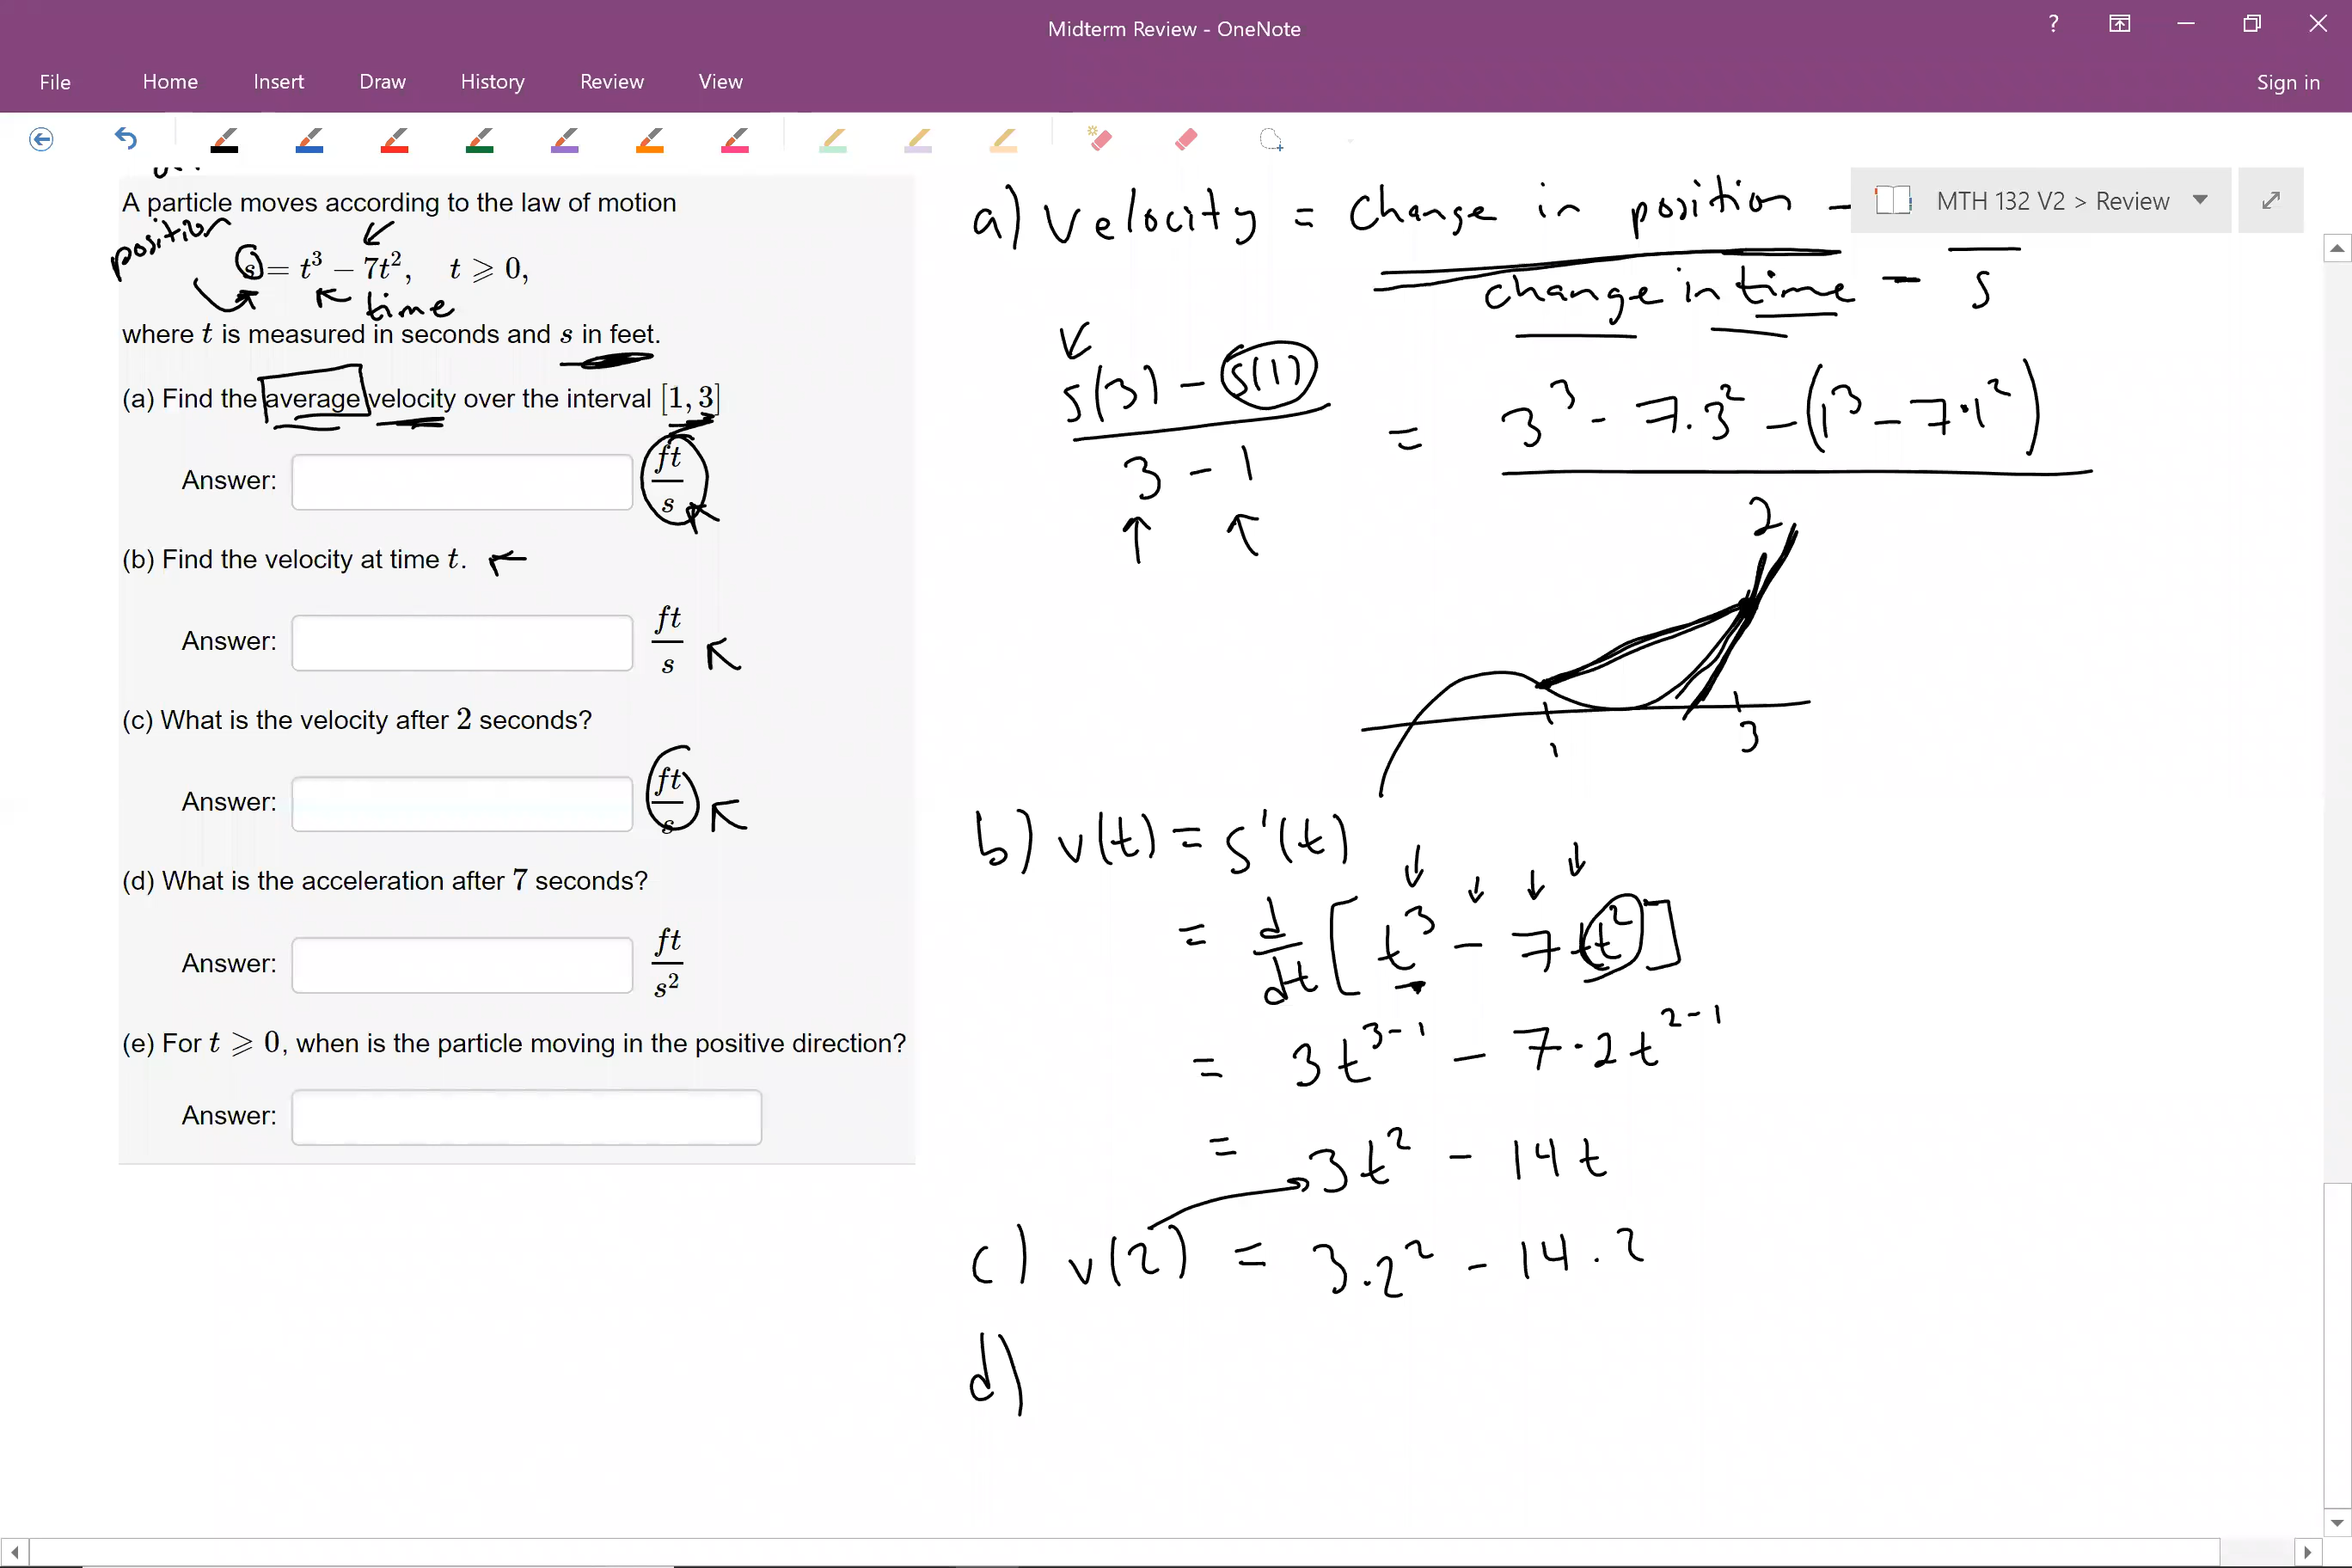 Midterm Review - OneNote
?
File Home Insert Draw History Review View
Sign in
MTH 132 V2 > Review
A particle moves according to the law of motion
position
s = t³ − 7t², t ⩾ 0,
time
where t is measured in seconds and s in feet.
(a) Find the average velocity over the interval [1, 3]
Answer: ft/s
(b) Find the velocity at time t.
Answer: ft/s
(c) What is the velocity after 2 seconds?
Answer: ft/s
(d) What is the acceleration after 7 seconds?
Answer: ft/s²
(e) For t ⩾ 0, when is the particle moving in the positive direction?
Answer:
a) Velocity = change in position -
change in time - s
s(3) - s(1)
3 - 1
= 3³ - 7·3² - (1³ - 7·1²)
2
1 3
b) v(t) = s'(t)
= d/dt [t³ - 7t²]
= 3t³⁻¹ - 7·2t²⁻¹
= 3t² - 14t
c) v(2) = 3·2² - 14·2
d)